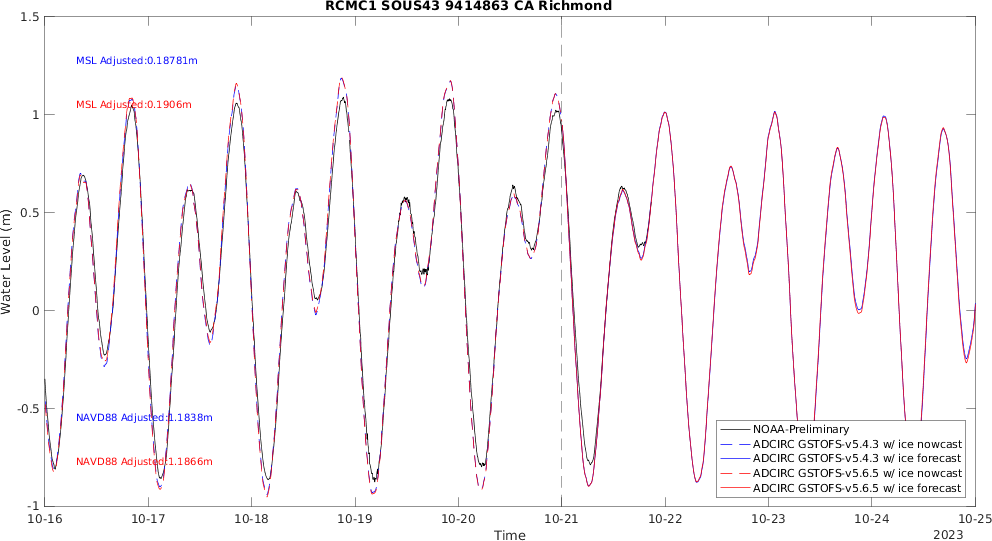 RCMC1 SOUS43 9414863 CA Richmond
1.5
1
0.5
0
-0.5
-1
Water Level (m)
MSL Adjusted:0.18781m
MSL Adjusted:0.1906m
NAVD88 Adjusted:1.1838m
NAVD88 Adjusted:1.1866m
NOAA-Preliminary
ADCIRC GSTOFS-v5.4.3 w/ ice nowcast
ADCIRC GSTOFS-v5.4.3 w/ ice forecast
ADCIRC GSTOFS-v5.6.5 w/ ice nowcast
ADCIRC GSTOFS-v5.6.5 w/ ice forecast
10-16 10-17 10-18 10-19 10-20 10-21 10-22 10-23 10-24 10-25
Time
2023